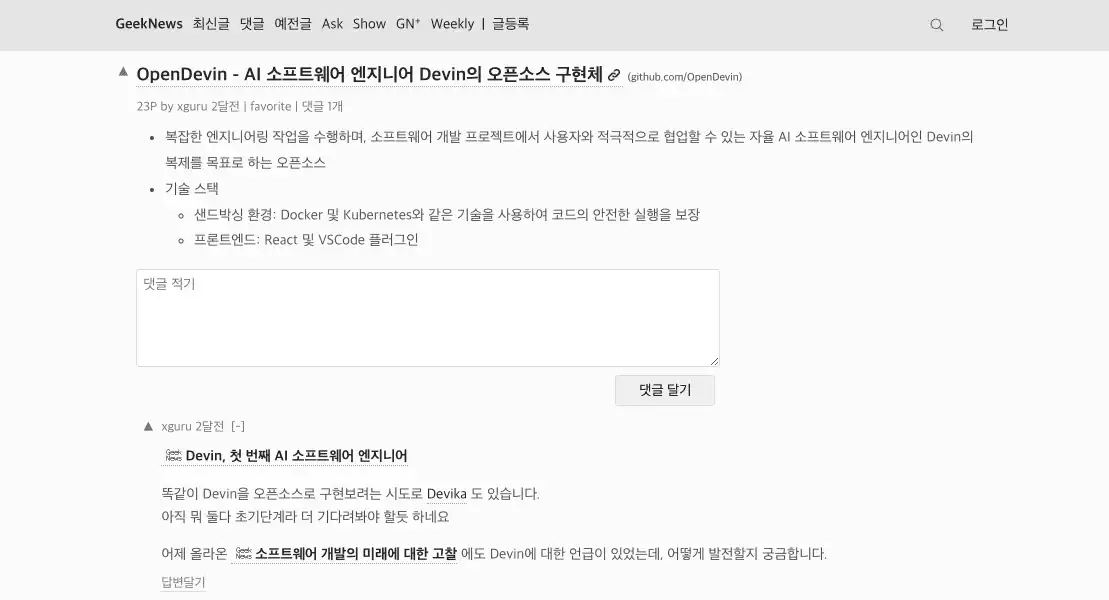 GeekNews 최신글 댓글 예전글 Ask Show GN⁺ Weekly | 글등록 로그인
▲ OpenDevin - AI 소프트웨어 엔지니어 Devin의 오픈소스 구현체 (github.com/OpenDevin)
23P by xguru 2달전 | favorite | 댓글 1개
• 복잡한 엔지니어링 작업을 수행하며, 소프트웨어 개발 프로젝트에서 사용자와 적극적으로 협업할 수 있는 자율 AI 소프트웨어 엔지니어인 Devin의
복제를 목표로 하는 오픈소스
• 기술 스택
◦ 샌드박싱 환경: Docker 및 Kubernetes와 같은 기술을 사용하여 코드의 안전한 실행을 보장
◦ 프론트엔드: React 및 VSCode 플러그인
댓글 적기
댓글 달기
▲ xguru 2달전 [-]
Geek News Devin, 첫 번째 AI 소프트웨어 엔지니어
똑같이 Devin을 오픈소스로 구현보려는 시도로 Devika 도 있습니다.
아직 뭐 둘다 초기단계라 더 기다려봐야 할듯 하네요
어제 올라온 Geek News 소프트웨어 개발의 미래에 대한 고찰 에도 Devin에 대한 언급이 있었는데, 어떻게 발전할지 궁금합니다.
답변달기